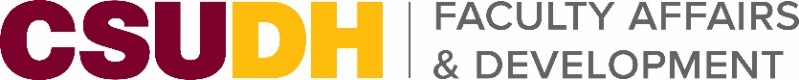 CSUDH
FACULTY AFFAIRS
& DEVELOPMENT